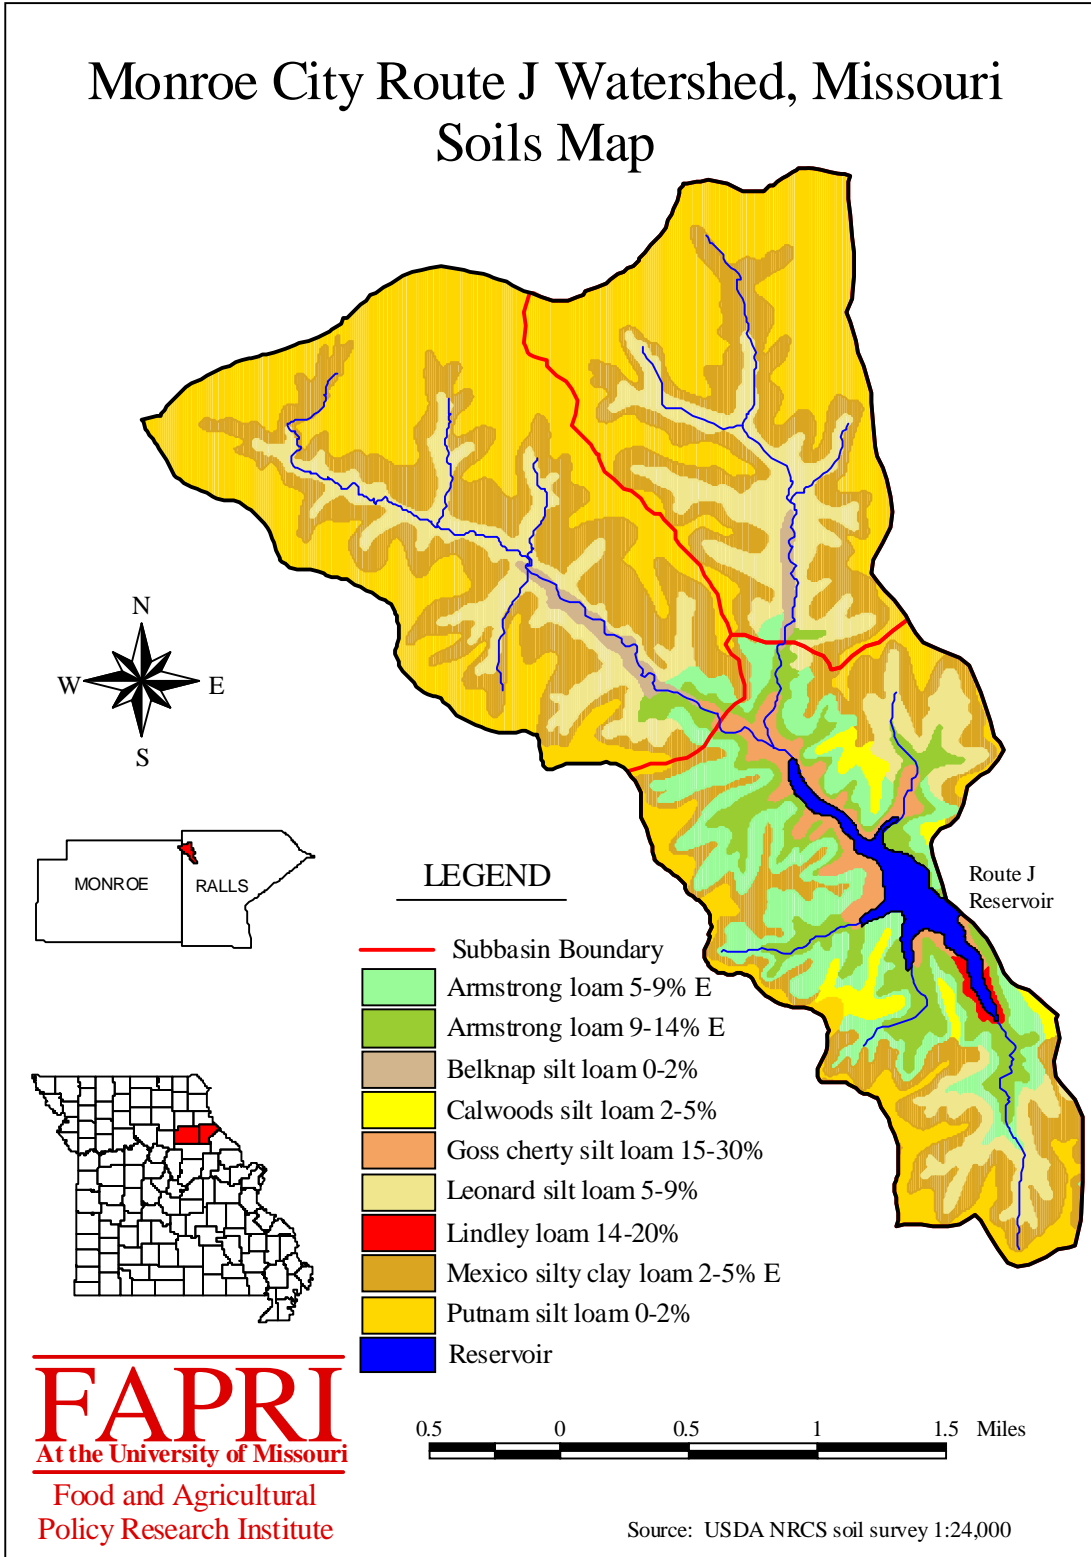 Monroe City Route J Watershed, Missouri
Soils Map
N
W
E
S
MONROE
RALLS
Route J
Reservoir
LEGEND
Subbasin Boundary
Armstrong loam 5-9% E
Armstrong loam 9-14% E
Belknap silt loam 0-2%
Calwoods silt loam 2-5%
Goss cherty silt loam 15-30%
Leonard silt loam 5-9%
Lindley loam 14-20%
Mexico silty clay loam 2-5% E
Putnam silt loam 0-2%
Reservoir
FAPRI
At the University of Missouri
Food and Agricultural
Policy Research Institute
0.5 0 0.5 1 1.5 Miles
Source: USDA NRCS soil survey 1:24,000